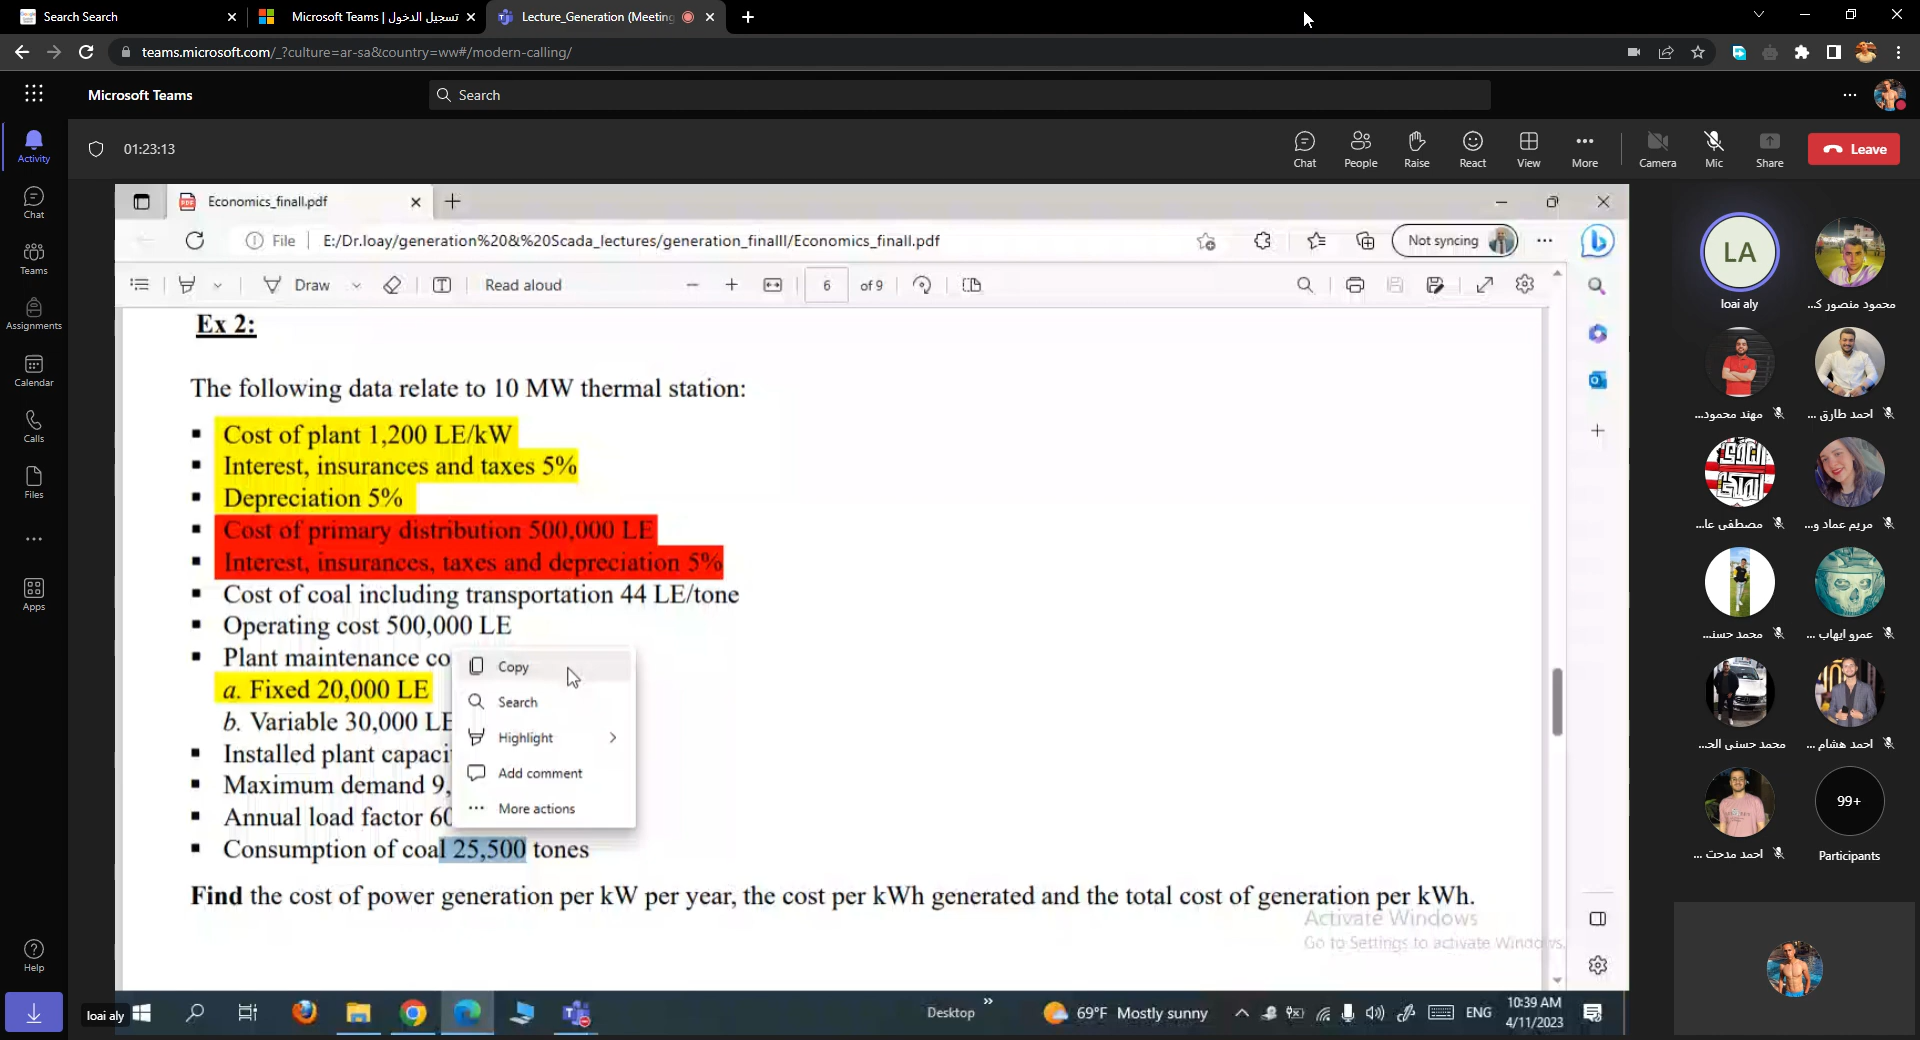 Search Search
Microsoft Teams | تسجيل الدخول
Lecture_Generation (Meeting
teams.microsoft.com/_?culture=ar-sa&country=ww#/modern-calling/
Microsoft Teams
Search
Activity
01:23:13
Chat
People
Raise
React
View
More
Camera
Mic
Share
Leave
Chat
Teams
Assignments
Calendar
Calls
Files
Apps
Help
Economics_finall.pdf
File
E:/Dr.loay/generation%20&%20Scada_lectures/generation_finalll/Economics_finall.pdf
Not syncing
Draw
Read aloud
6
of 9
Ex 2:
The following data relate to 10 MW thermal station:
▪ Cost of plant 1,200 LE/kW
▪ Interest, insurances and taxes 5%
▪ Depreciation 5%
▪ Cost of primary distribution 500,000 LE
▪ Interest, insurances, taxes and depreciation 5%
▪ Cost of coal including transportation 44 LE/tone
▪ Operating cost 500,000 LE
▪ Plant maintenance co
a. Fixed 20,000 LE
b. Variable 30,000 LE
▪ Installed plant capaci
▪ Maximum demand 9,
▪ Annual load factor 60
▪ Consumption of coal 25,500 tones
Find the cost of power generation per kW per year, the cost per kWh generated and the total cost of generation per kWh.
Copy
Search
Highlight
Add comment
More actions
Activate Windows
Go to Settings to activate Windows.
LA
loai aly
محمود منصور ك...
مهند محمود...
احمد طارق ...
مصطفى عا...
مريم عماد و...
محمد حسن...
عمرو ايهاب ...
محمد حسنى الح...
احمد هشام ...
احمد مدحت ...
99+
Participants
loai aly
Desktop
69°F Mostly sunny
ENG
10:39 AM
4/11/2023